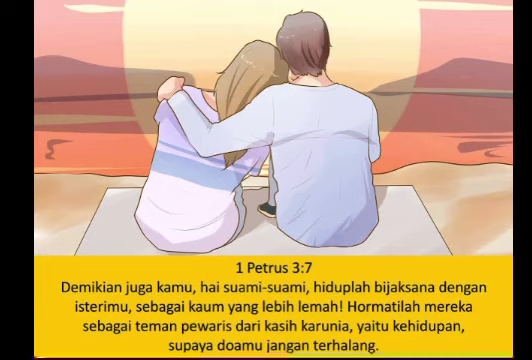 1 Petrus 3:7
Demikian juga kamu, hai suami-suami, hiduplah bijaksana dengan
isterimu, sebagai kaum yang lebih lemah! Hormatilah mereka
sebagai teman pewaris dari kasih karunia, yaitu kehidupan,
supaya doamu jangan terhalang.